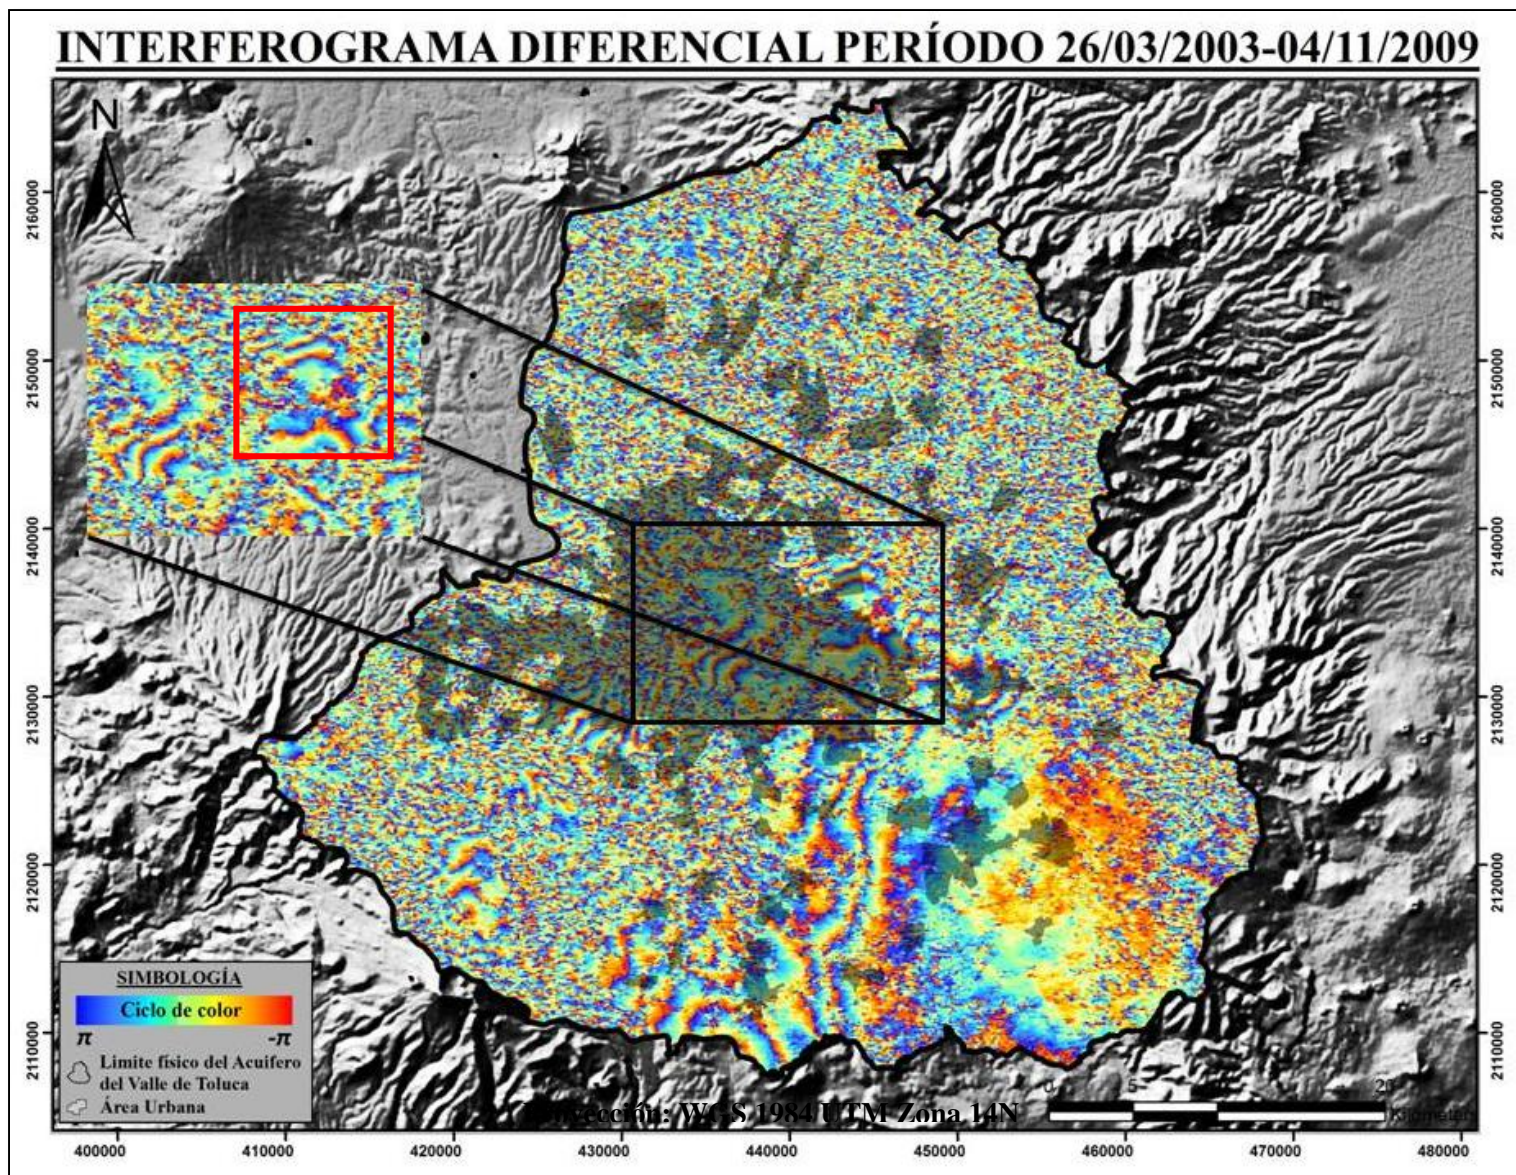 INTERFEROGRAMA DIFERENCIAL PERÍODO 26/03/2003-04/11/2009
N
2160000
2150000
2140000
2130000
2120000
2110000
2160000
2150000
2140000
2130000
2120000
2110000
SIMBOLOGÍA
Ciclo de color
π -π
Limite físico del Acuifero
del Valle de Toluca
Área Urbana
WGS 1984/UTM Zona 14N
0 5 20
Kilometers
400000 410000 420000 430000 440000 450000 460000 470000 480000